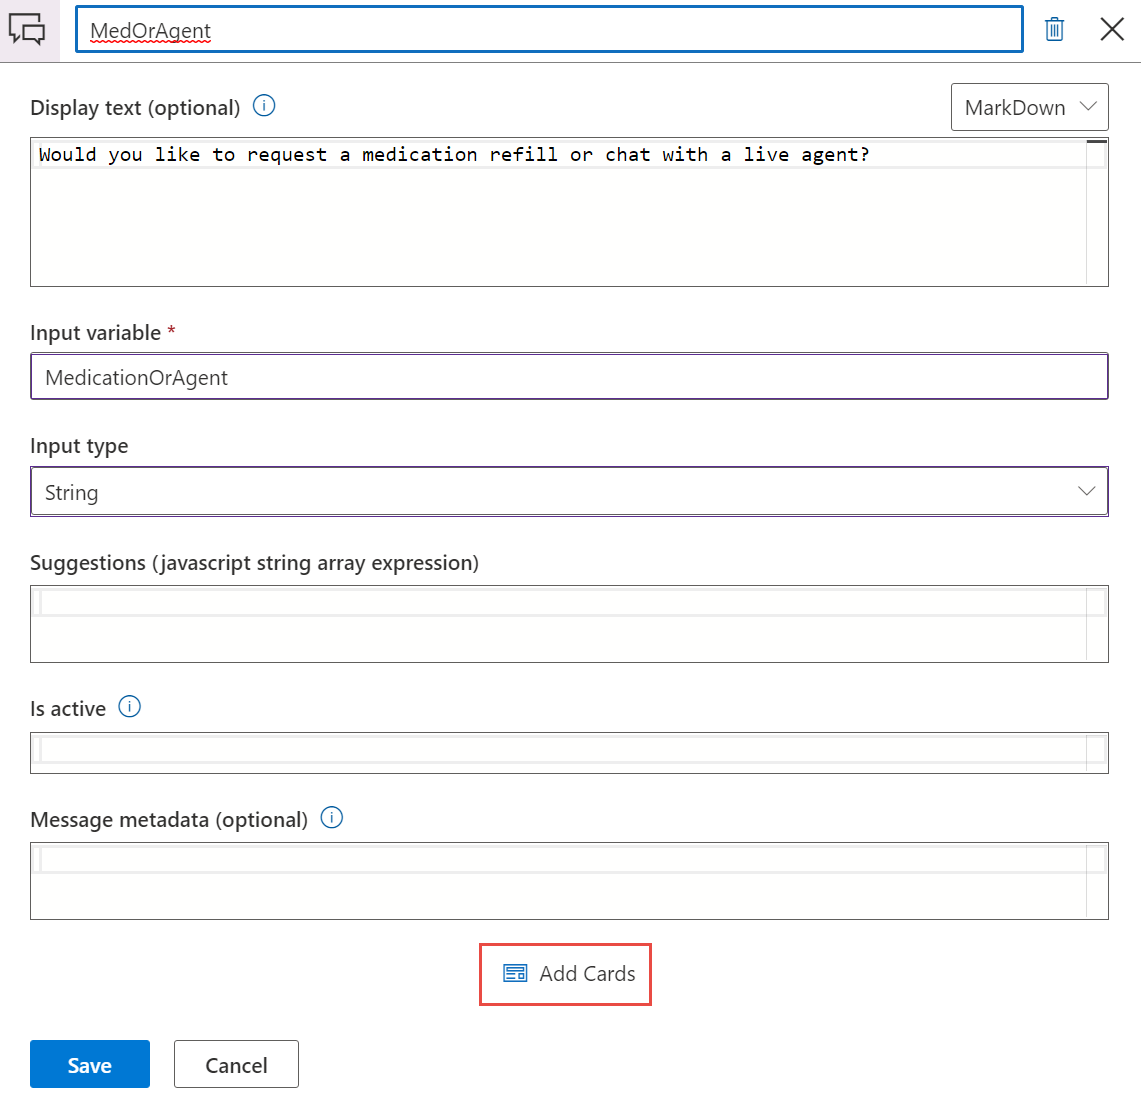 MedOrAgent
Display text (optional)
MarkDown
Would you like to request a medication refill or chat with a live agent?
Input variable *
MedicationOrAgent
Input type
String
Suggestions (javascript string array expression)
Is active
Message metadata (optional)
Add Cards
Save
Cancel